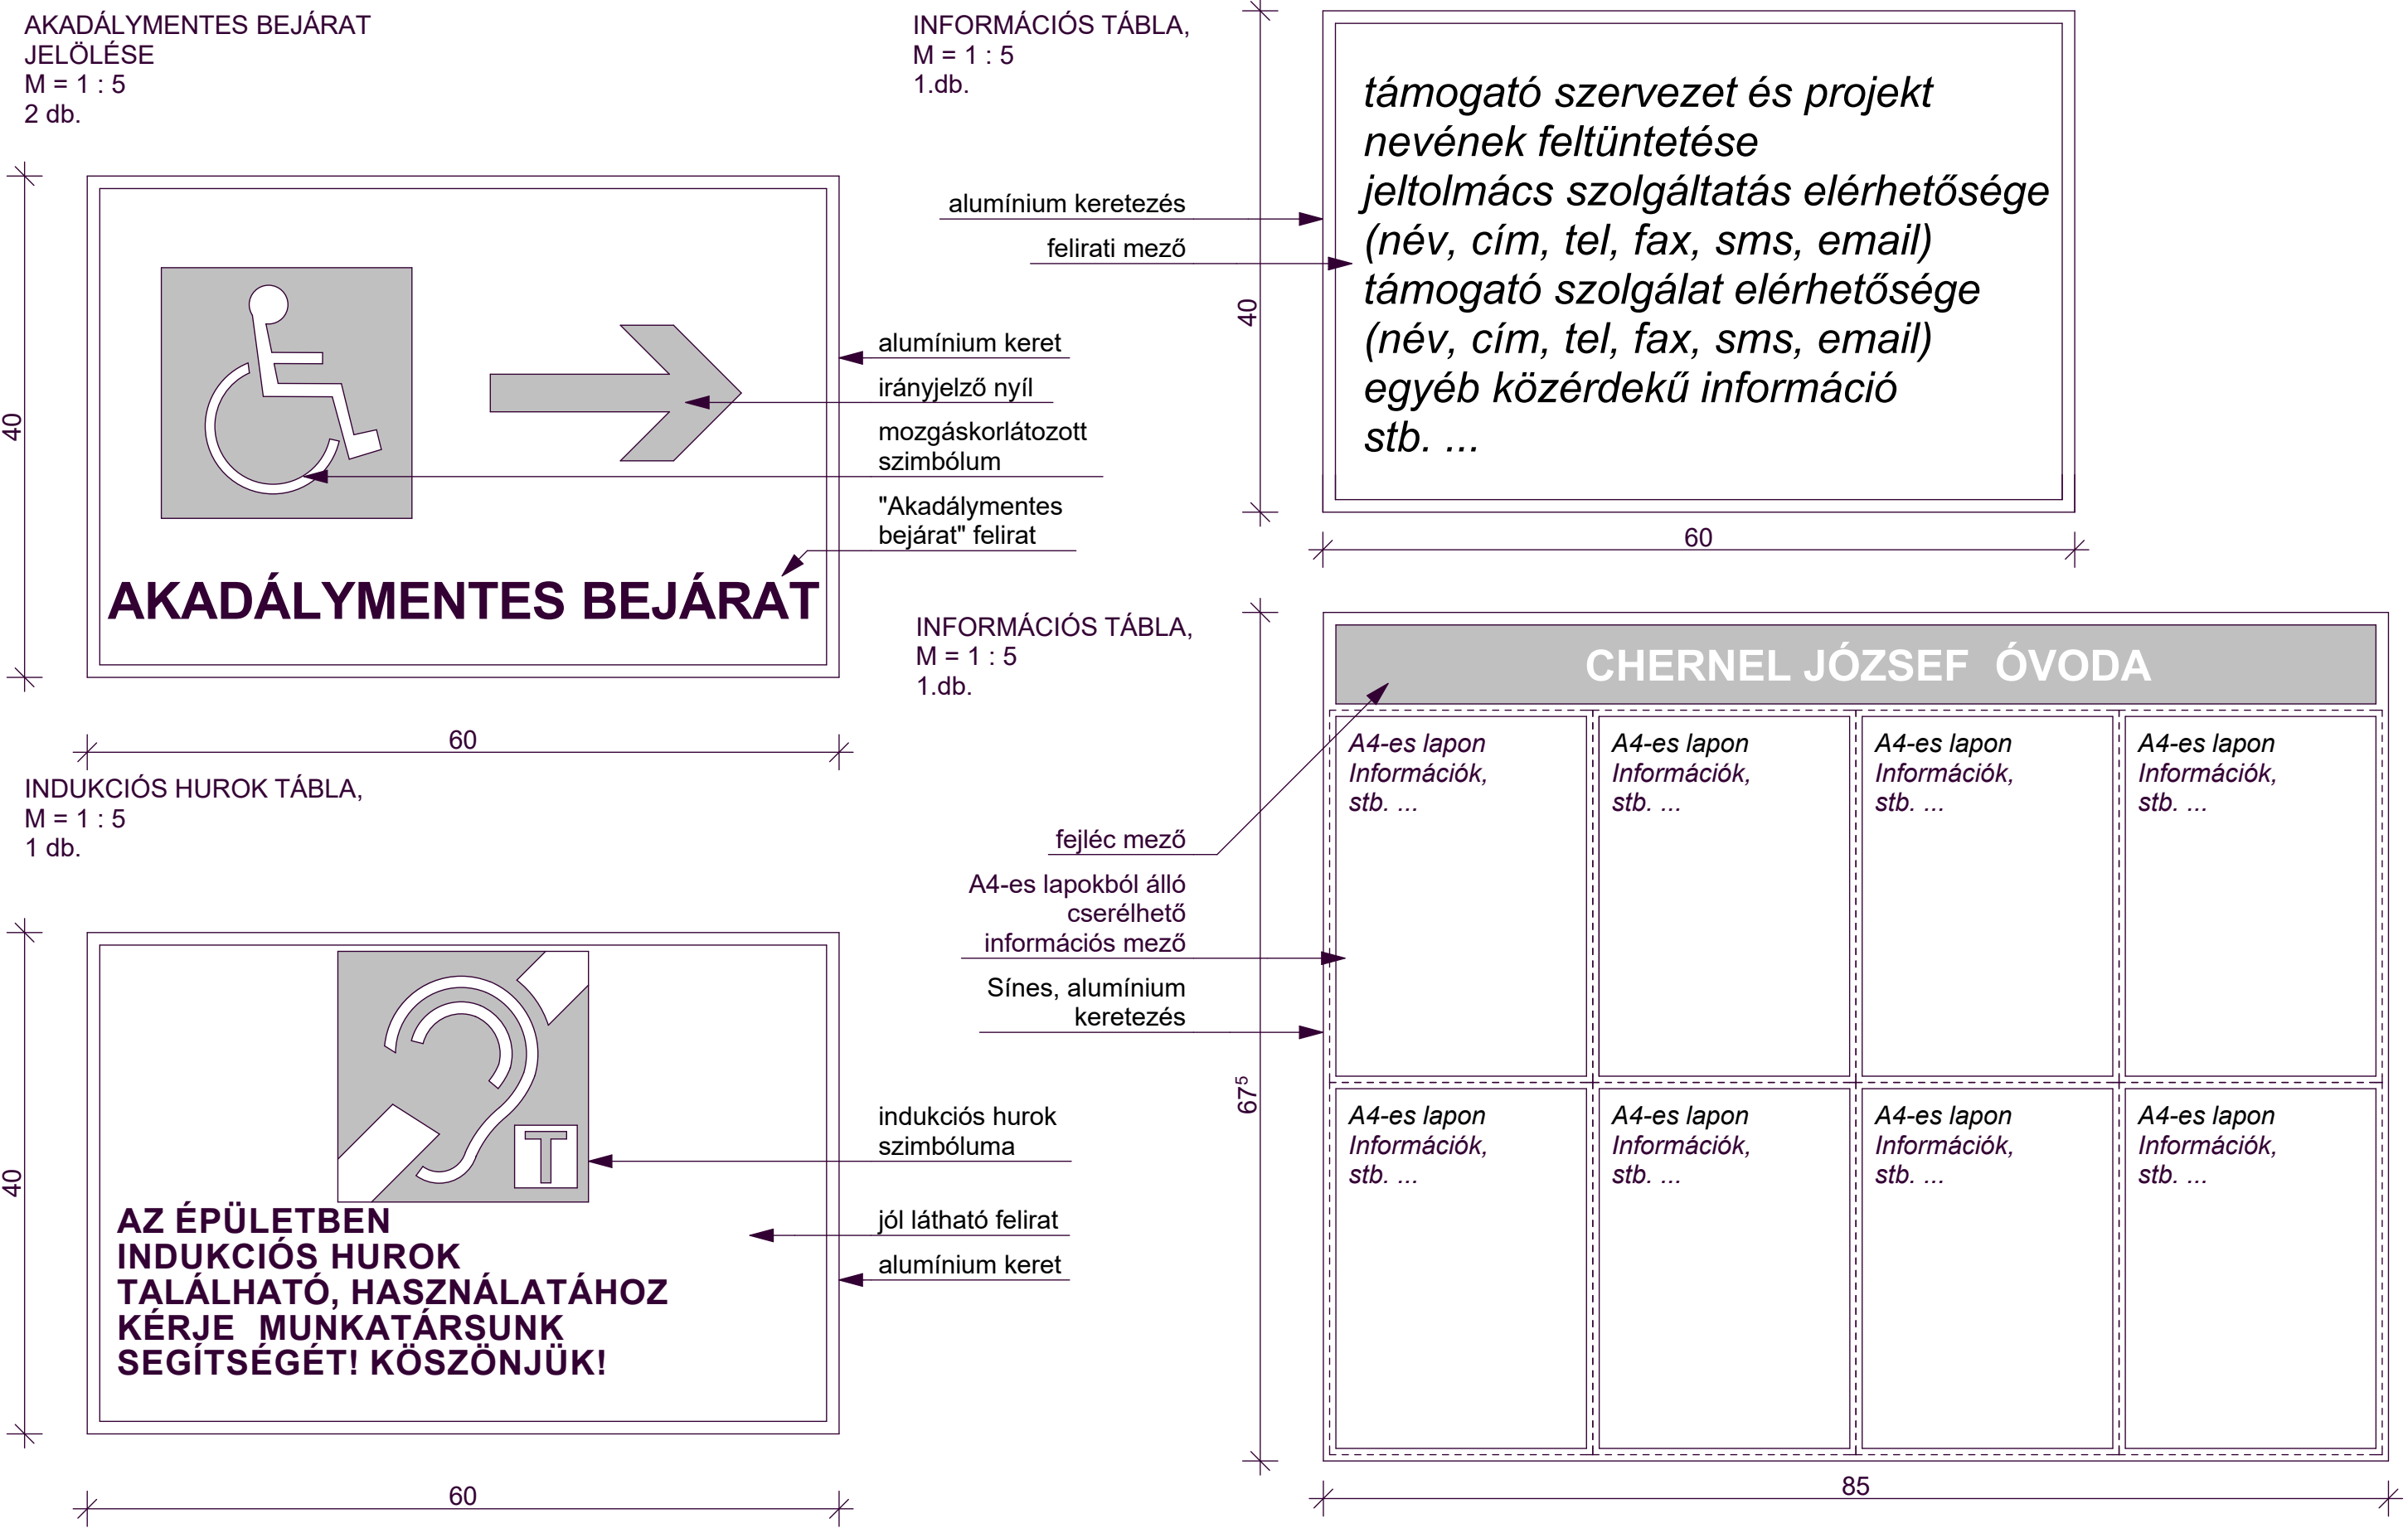 AKADÁLYMENTES BEJÁRAT
JELÖLÉSE
M = 1 : 5
2 db.
40
AKADÁLYMENTES BEJÁRAT
60
alumínium keret
irányjelző nyíl
mozgáskorlátozott
szimbólum
"Akadálymentes
bejárat" felirat
INFORMÁCIÓS TÁBLA,
M = 1 : 5
1.db.
alumínium keretezés
felirati mező
40
támogató szervezet és projekt
nevének feltüntetése
jeltolmács szolgáltatás elérhetősége
(név, cím, tel, fax, sms, email)
támogató szolgálat elérhetősége
(név, cím, tel, fax, sms, email)
egyéb közérdekű információ
stb. ...
60
INDUKCIÓS HUROK TÁBLA,
M = 1 : 5
1 db.
40
T
AZ ÉPÜLETBEN
INDUKCIÓS HUROK
TALÁLHATÓ, HASZNÁLATÁHOZ
KÉRJE MUNKATÁRSUNK
SEGÍTSÉGÉT! KÖSZÖNJÜK!
60
indukciós hurok
szimbóluma
jól látható felirat
alumínium keret
INFORMÁCIÓS TÁBLA,
M = 1 : 5
1.db.
fejléc mező
A4-es lapokból álló
cserélhető
információs mező
Sínes, alumínium
keretezés
67⁵
CHERNEL JÓZSEF ÓVODA
A4-es lapon
Információk,
stb. ...
A4-es lapon
Információk,
stb. ...
A4-es lapon
Információk,
stb. ...
A4-es lapon
Információk,
stb. ...
A4-es lapon
Információk,
stb. ...
A4-es lapon
Információk,
stb. ...
A4-es lapon
Információk,
stb. ...
A4-es lapon
Információk,
stb. ...
85